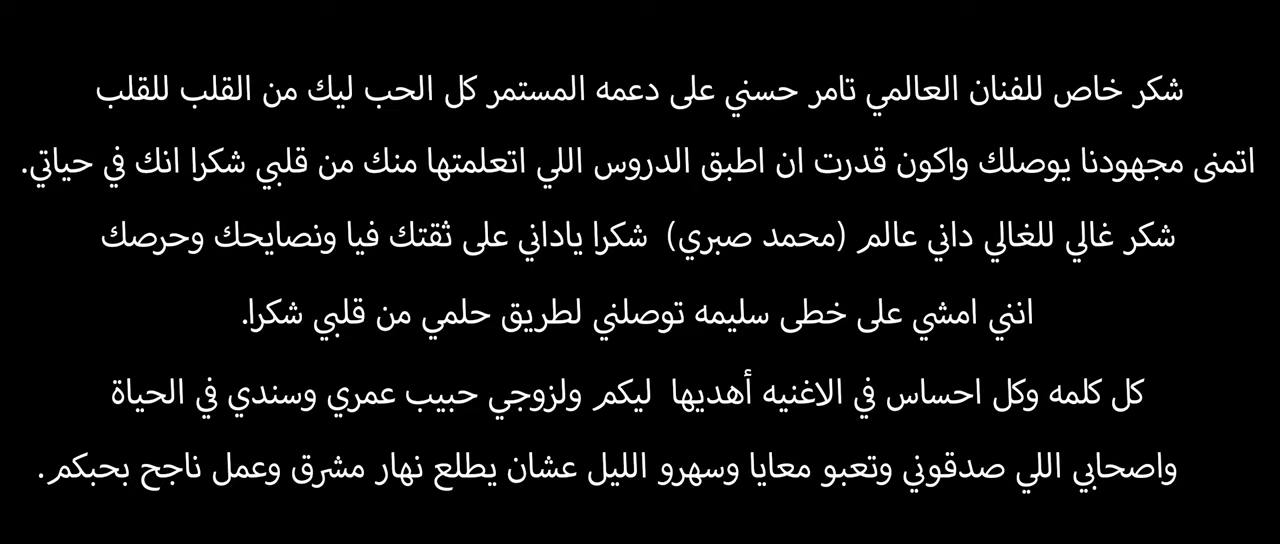 شكر خاص للفنان العالمي تامر حسني على دعمه المستمر كل الحب ليك من القلب للقلب
اتمنى مجهودنا يوصلك واكون قدرت ان اطبق الدروس اللي اتعلمتها منك من قلبي شكرا انك في حياتي.
شكر غالي للغالي داني عالم (محمد صبري) شكرا ياداني على ثقتك فيا ونصايحك وحرصك
انني امشي على خطى سليمه توصلني لطريق حلمي من قلبي شكرا.
كل كلمه وكل احساس في الاغنيه أهديها ليكم ولزوجي حبيب عمري وسندي في الحياة
واصحابي اللي صدقوني وتعبو معايا وسهرو الليل عشان يطلع نهار مشرق وعمل ناجح بحبكم.